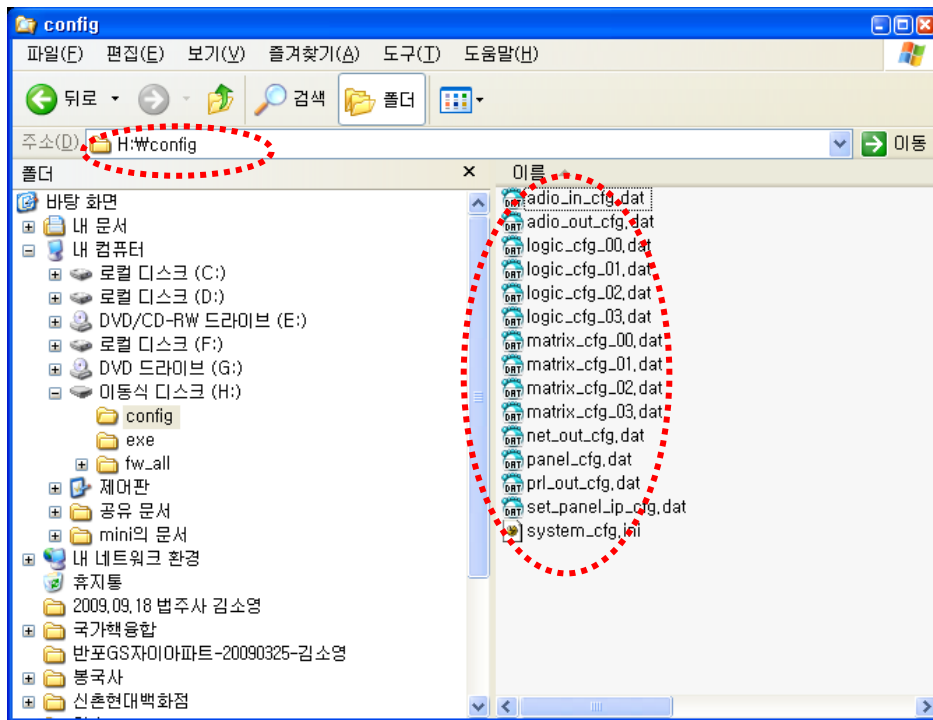 config
파일(F) 편집(E) 보기(V) 즐겨찾기(A) 도구(T) 도움말(H)
뒤로 검색 폴더
주소(D) H:₩config 이동
폴더
바탕 화면
내 문서
내 컴퓨터
로컬 디스크 (C:)
로컬 디스크 (D:)
DVD/CD-RW 드라이브 (E:)
로컬 디스크 (F:)
DVD 드라이브 (G:)
이동식 디스크 (H:)
config
exe
fw_all
제어판
공유 문서
mini의 문서
내 네트워크 환경
휴지통
2009.09.18 법주사 김소영
국가핵융합
반포GS자이아파트-20090325-김소영
봉국사
신촌현대백화점
이름
adio_in_cfg.dat
adio_out_cfg.dat
logic_cfg_00.dat
logic_cfg_01.dat
logic_cfg_02.dat
logic_cfg_03.dat
matrix_cfg_00.dat
matrix_cfg_01.dat
matrix_cfg_02.dat
matrix_cfg_03.dat
net_out_cfg.dat
panel_cfg.dat
prl_out_cfg.dat
set_panel_ip_cfg.dat
system_cfg.ini